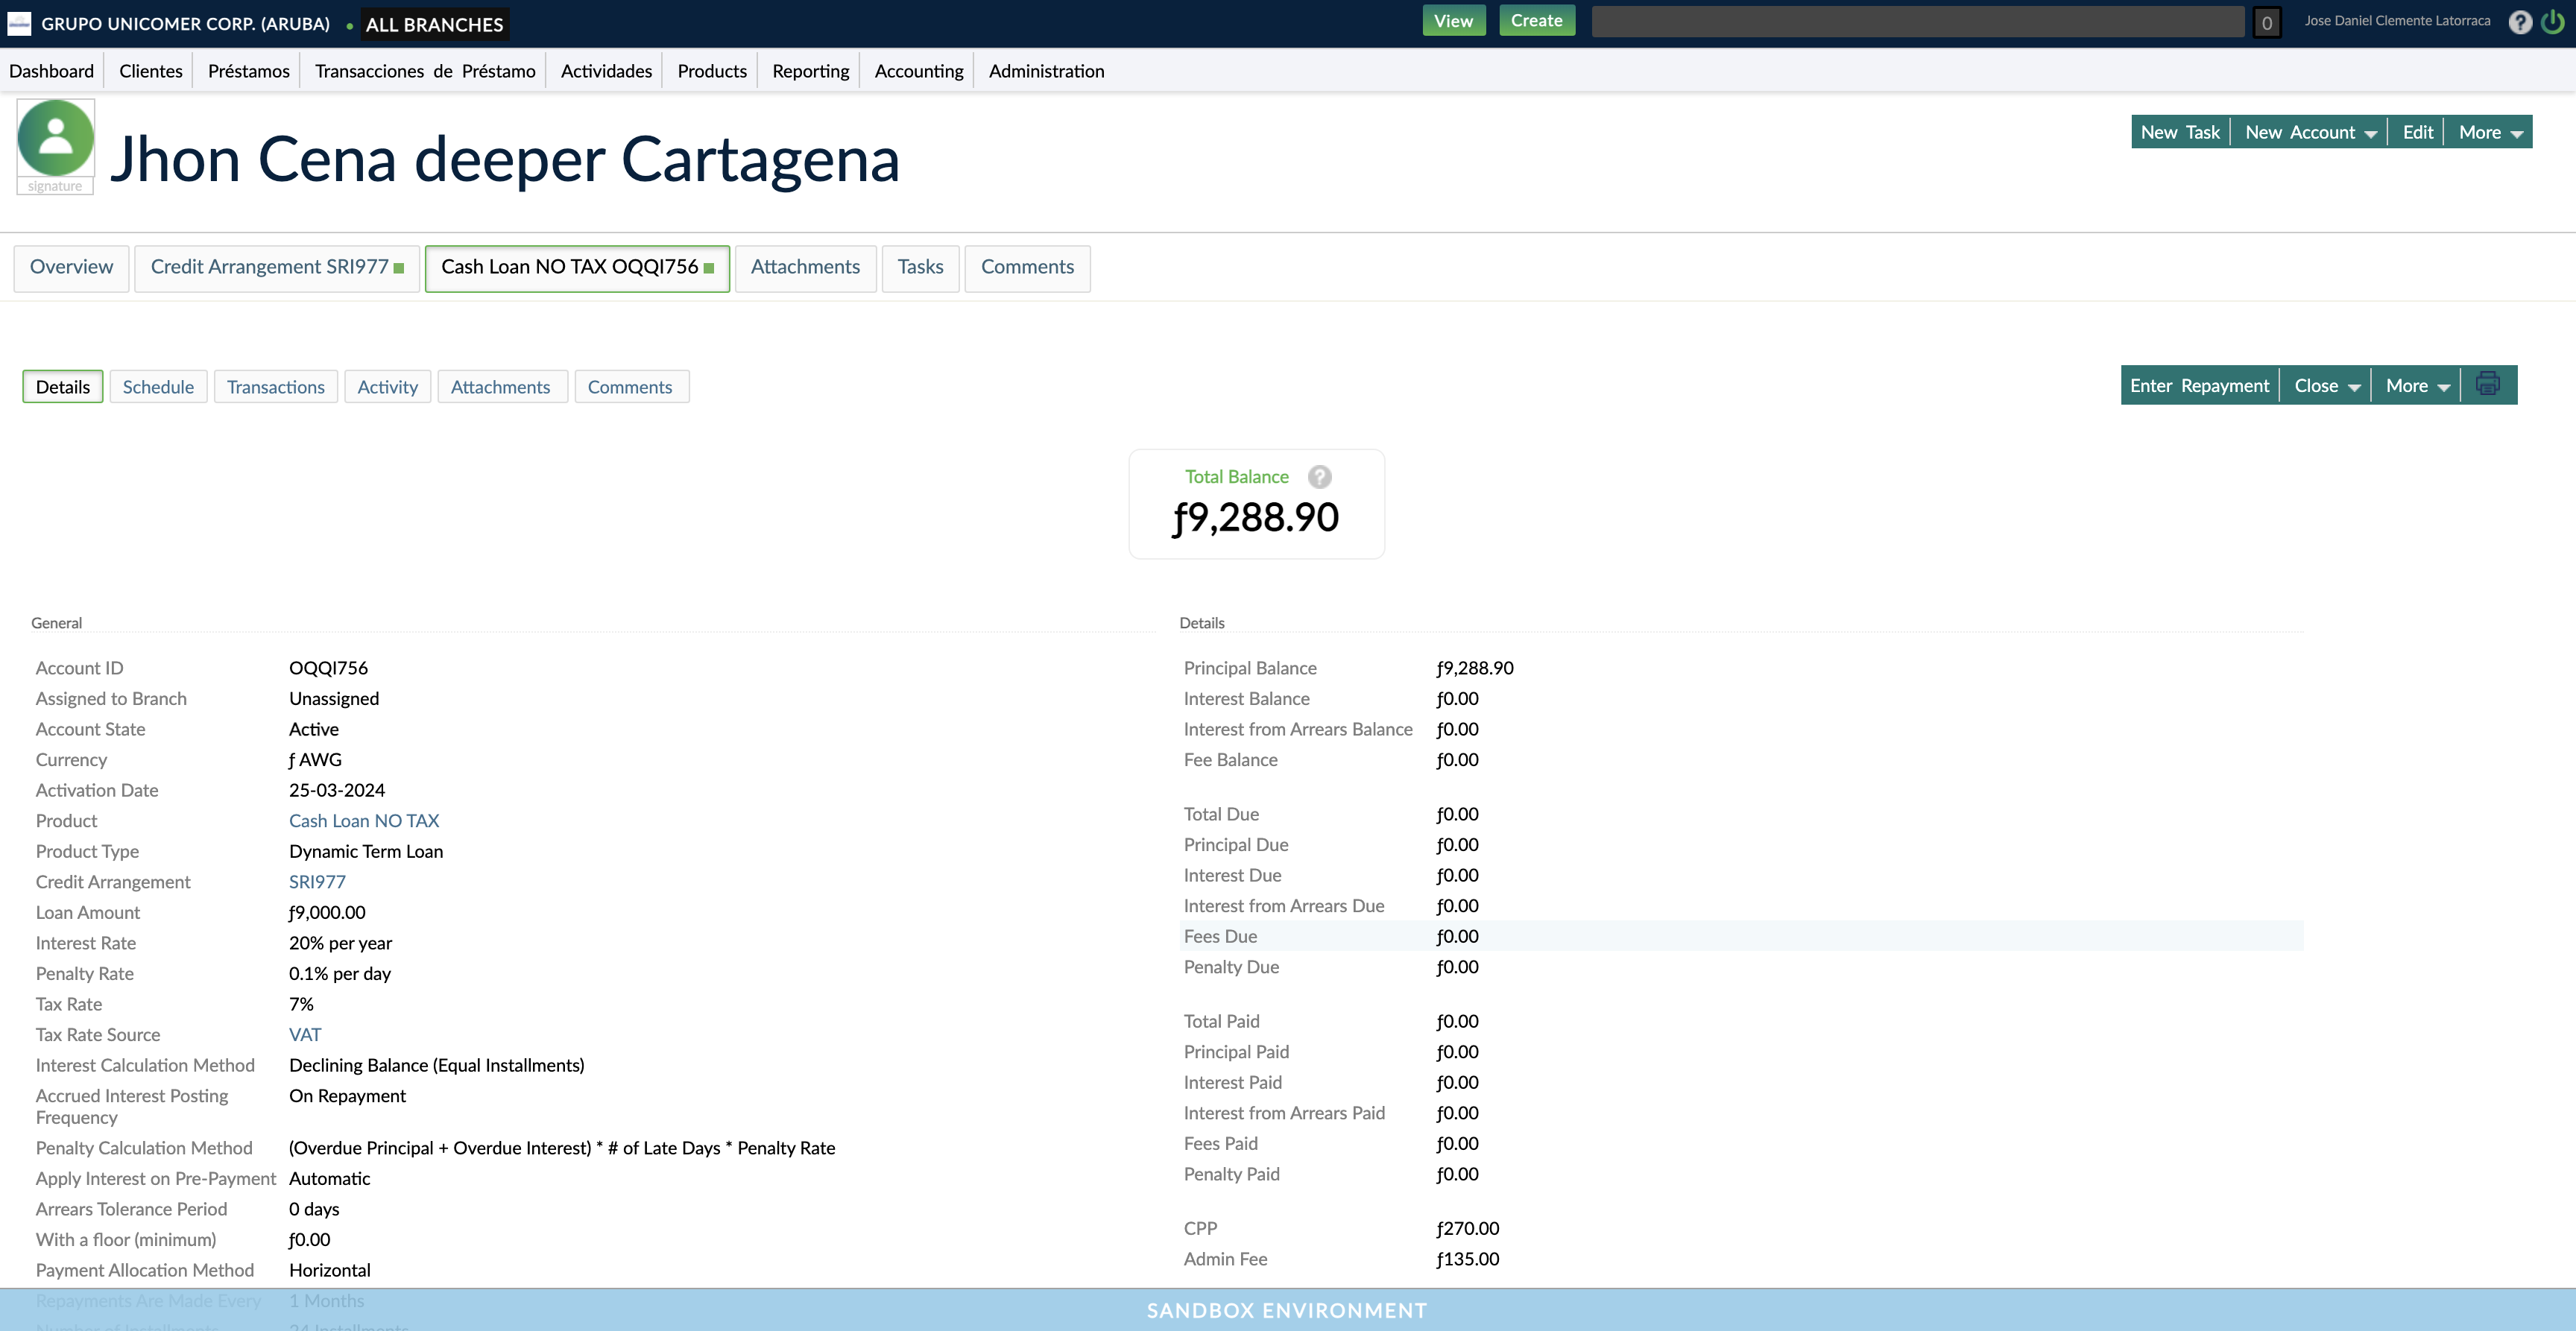 GRUPO UNICOMER CORP. (ARUBA) • ALL BRANCHES View Create 0 Jose Daniel Clemente Latorraca ?
Dashboard Clientes Préstamos Transacciones de Préstamo Actividades Products Reporting Accounting Administration
signature
Jhon Cena deeper Cartagena
New Task New Account Edit More
Overview Credit Arrangement SRI977 Cash Loan NO TAX OQQI756 Attachments Tasks Comments
Details Schedule Transactions Activity Attachments Comments
Enter Repayment Close More
Total Balance ?
ƒ9,288.90
General
Account ID OQQI756
Assigned to Branch Unassigned
Account State Active
Currency ƒ AWG
Activation Date 25-03-2024
Product Cash Loan NO TAX
Product Type Dynamic Term Loan
Credit Arrangement SRI977
Loan Amount ƒ9,000.00
Interest Rate 20% per year
Penalty Rate 0.1% per day
Tax Rate 7%
Tax Rate Source VAT
Interest Calculation Method Declining Balance (Equal Installments)
Accrued Interest Posting
Frequency On Repayment
Penalty Calculation Method (Overdue Principal + Overdue Interest) * # of Late Days * Penalty Rate
Apply Interest on Pre-Payment Automatic
Arrears Tolerance Period 0 days
With a floor (minimum) ƒ0.00
Payment Allocation Method Horizontal
Repayments Are Made Every 1 Months
Number of Installments 24 Installments
Details
Principal Balance ƒ9,288.90
Interest Balance ƒ0.00
Interest from Arrears Balance ƒ0.00
Fee Balance ƒ0.00
Total Due ƒ0.00
Principal Due ƒ0.00
Interest Due ƒ0.00
Interest from Arrears Due ƒ0.00
Fees Due ƒ0.00
Penalty Due ƒ0.00
Total Paid ƒ0.00
Principal Paid ƒ0.00
Interest Paid ƒ0.00
Interest from Arrears Paid ƒ0.00
Fees Paid ƒ0.00
Penalty Paid ƒ0.00
CPP ƒ270.00
Admin Fee ƒ135.00
SANDBOX ENVIRONMENT